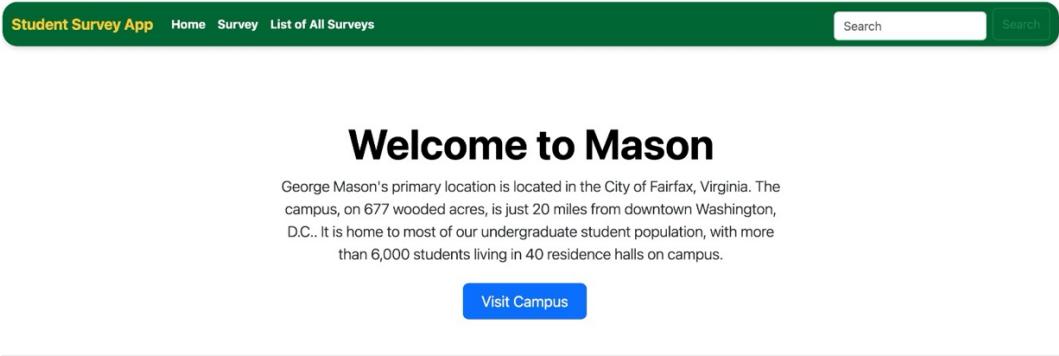 Student Survey App Home Survey List of All Surveys Search Search
Welcome to Mason
George Mason's primary location is located in the City of Fairfax, Virginia. The
campus, on 677 wooded acres, is just 20 miles from downtown Washington,
D.C.. It is home to most of our undergraduate student population, with more
than 6,000 students living in 40 residence halls on campus.
Visit Campus